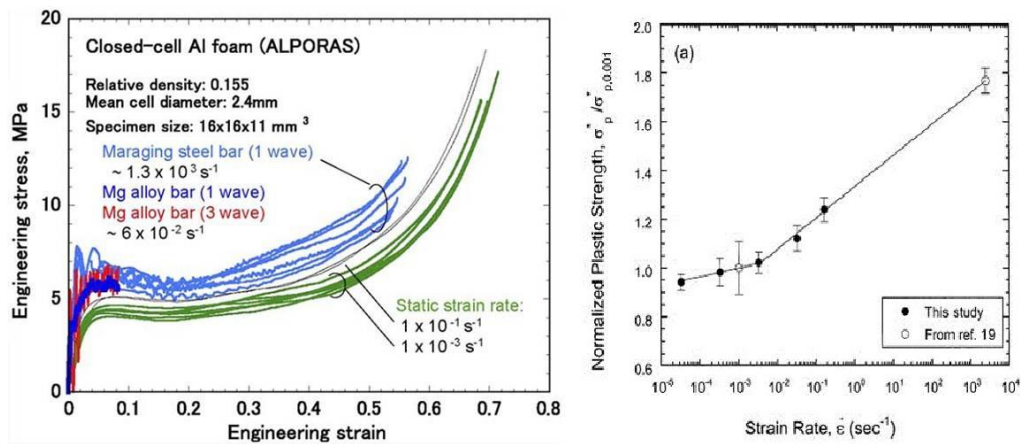 Closed-cell Al foam (ALPORAS)
Relative density: 0.155
Mean cell diameter: 2.4mm
Specimen size: 16x16x11 mm ³
Maraging steel bar (1 wave)
~ 1.3 x 10³ s⁻¹
Mg alloy bar (1 wave)
Mg alloy bar (3 wave)
~ 6 x 10⁻² s⁻¹
Static strain rate:
1 x 10⁻¹ s⁻¹
1 x 10⁻³ s⁻¹
Engineering stress, MPa
20
15
10
5
0
0 0.1 0.2 0.3 0.4 0.5 0.6 0.7 0.8
Engineering strain
(a)
Normalized Plastic Strength, σ*p /σ*p,0.001
2.0
1.8
1.6
1.4
1.2
1.0
0.8
0.6
This study
From ref. 19
10⁻⁵ 10⁻⁴ 10⁻³ 10⁻² 10⁻¹ 10⁰ 10¹ 10² 10³ 10⁴
Strain Rate, ε̇ (sec⁻¹)